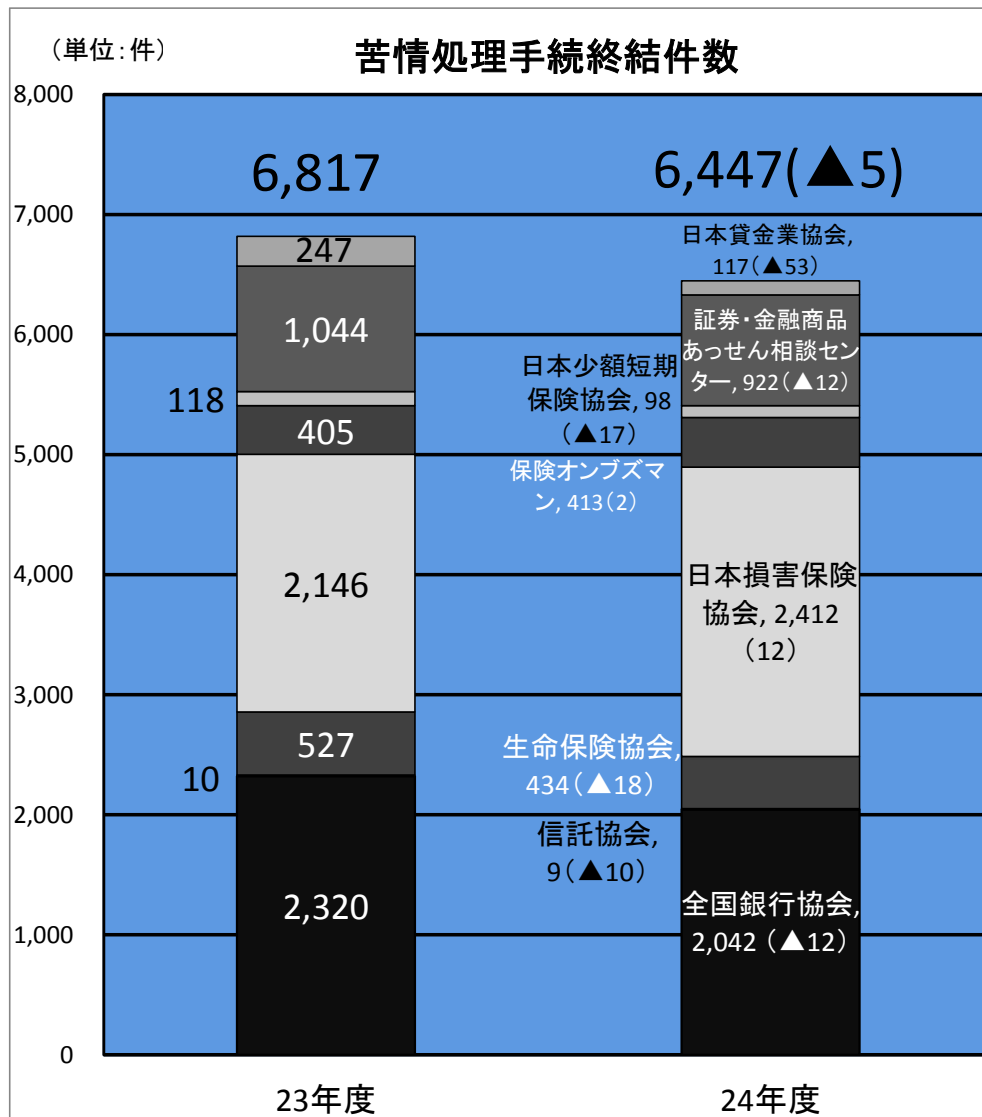 （単位：件）
苦情処理手続終結件数
8,000
7,000
6,000
5,000
4,000
3,000
2,000
1,000
0
6,817
247
1,044
118
405
2,146
527
10
2,320
23年度
6,447(▲5)
日本貸金業協会,
117（▲53）
証券・金融商品
あっせん相談セン
ター, 922（▲12）
日本少額短期
保険協会, 98
（▲17）
保険オンブズマ
ン, 413（2）
日本損害保険
協会, 2,412
（12）
生命保険協会,
434（▲18）
信託協会,
9（▲10）
全国銀行協会,
2,042 （▲12）
24年度